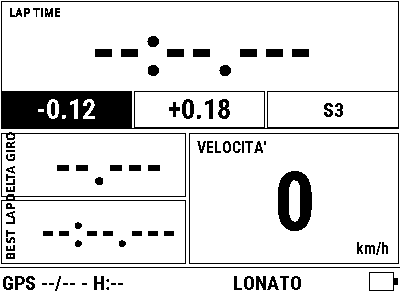 LAP TIME
-:--.---
-0.12 +0.18 S3
DELTA GIRO
--.---
BEST LAP
-:--.---
VELOCITA'
0
km/h
GPS --/-- - H:-- LONATO